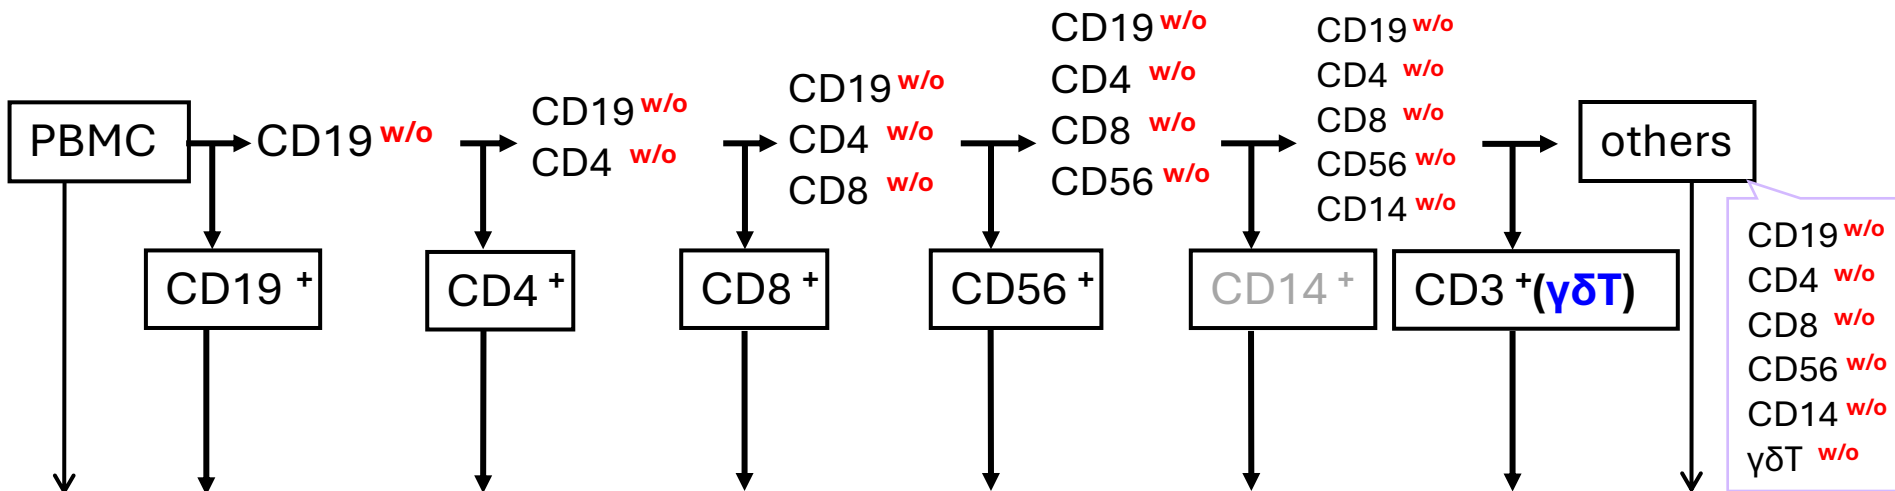 PBMC
CD19 w/o
CD19 w/o
CD4 w/o
CD19 w/o
CD4 w/o
CD8 w/o
CD19 w/o
CD4 w/o
CD8 w/o
CD56 w/o
CD19 w/o
CD4 w/o
CD8 w/o
CD56 w/o
CD14 w/o
others
CD19 +
CD4 +
CD8 +
CD56 +
CD14 +
CD3 +(γδT)
CD19 w/o
CD4 w/o
CD8 w/o
CD56 w/o
CD14 w/o
γδT w/o